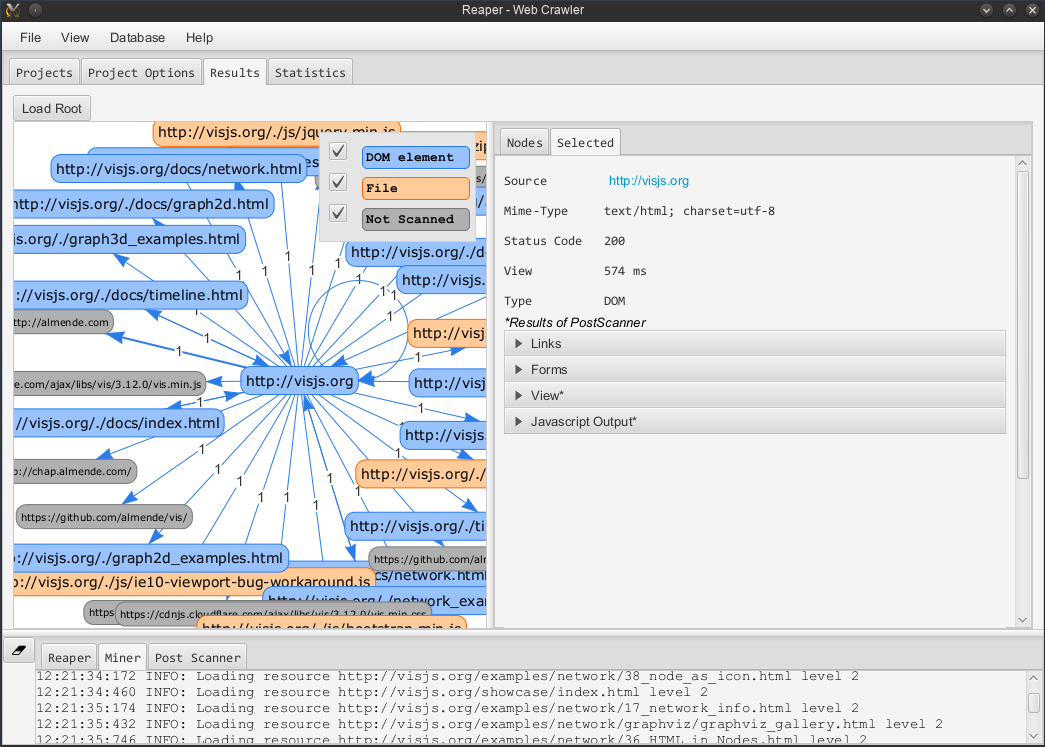 Reaper - Web Crawler
File View Database Help
Projects Project Options Results Statistics
Load Root
http://visjs.org/./js/jquery.min.js
DOM element
File
Not Scanned
http://visjs.org/docs/network.html
http://visjs.org/./docs/graph2d.html
js.org/./graph3d_examples.html
http://visjs.org/./d
http://visjs.
://visjs.org/./docs/timeline.html
http://almende.com
http://visj
http://visjs.org
e.com/ajax/libs/vis/3.12.0/vis.min.js
http://visj
://visjs.org/./docs/index.html
http://visjs
p://chap.almende.com/
http://visjs.org/./
https://github.com/almende/vis/
http://visjs.org/./ti
://visjs.org/./graph2d_examples.html
https://github.com/alm
p://visjs.org/./js/ie10-viewport-bug-workaround.js
cs/network.html
http://visjs.org/./network_exa
https://cdnjs.cloudflare.com/ajax/libs/vis/3.12.0/vis.min.css
http://visjs.org/./js/bootstrap.min.js
1 1 1 1 1 1 1 1 1 1 1 1 1 1 1 1 1 1 1 1 1
Nodes Selected
Source http://visjs.org
Mime-Type text/html; charset=utf-8
Status Code 200
View 574 ms
Type DOM
*Results of PostScanner
Links
Forms
View*
Javascript Output*
Reaper Miner Post Scanner
12:21:34:172 INFO: Loading resource http://visjs.org/examples/network/38_node_as_icon.html level 2
12:21:34:460 INFO: Loading resource http://visjs.org/showcase/index.html level 2
12:21:35:174 INFO: Loading resource http://visjs.org/examples/network/17_network_info.html level 2
12:21:35:432 INFO: Loading resource http://visjs.org/examples/network/graphviz/graphviz_gallery.html level 2
12:21:35:746 INFO: Loading resource http://visjs.org/examples/network/36_HTML_in_Nodes.html level 2